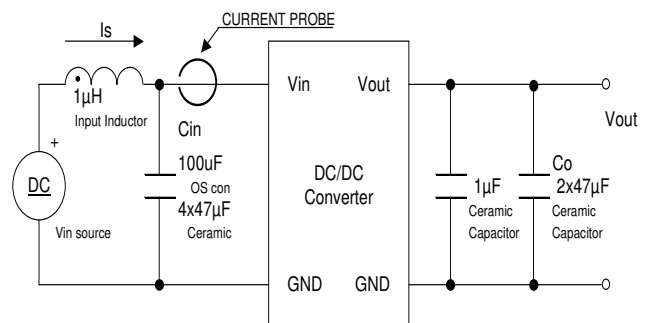 CURRENT PROBE
Is
1µH
Input Inductor
Vin
Vout
Vout
Cin
+
100uF
OS con
4x47µF
Ceramic
DC
Vin source
DC/DC
Converter
1µF
Ceramic
Capacitor
Co
2x47µF
Ceramic
Capacitor
GND
GND